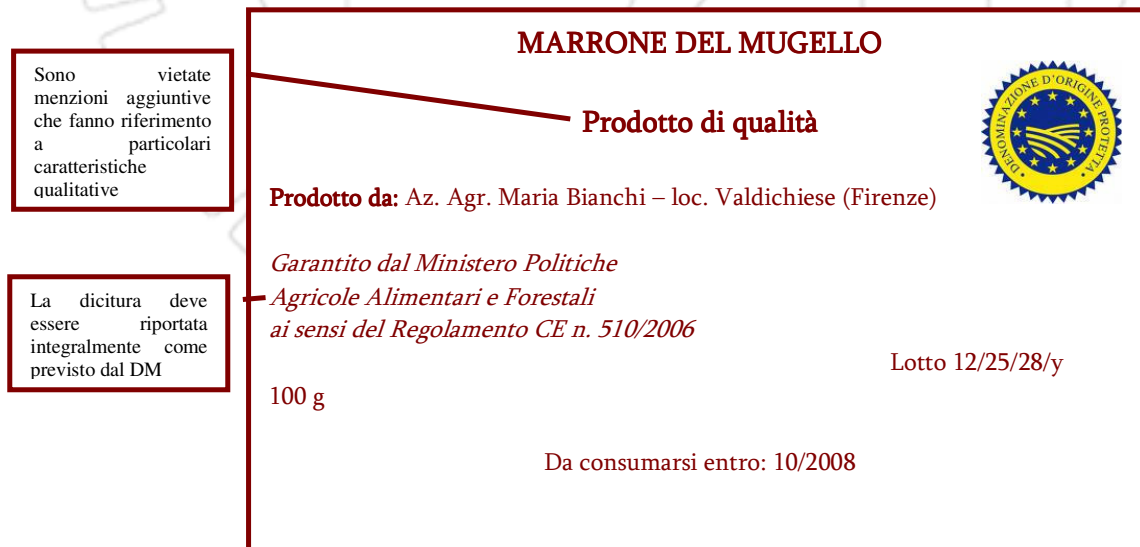 MARRONE DEL MUGELLO
Sono vietate
menzioni aggiuntive
che fanno riferimento
a particolari
caratteristiche
qualitative
Prodotto di qualità
DENOMINAZIONE D'ORIGINE PROTETTA
Prodotto da: Az. Agr. Maria Bianchi – loc. Valdichiese (Firenze)
La dicitura deve
essere riportata
integralmente come
previsto dal DM
Garantito dal Ministero Politiche
Agricole Alimentari e Forestali
ai sensi del Regolamento CE n. 510/2006
Lotto 12/25/28/y
100 g
Da consumarsi entro: 10/2008